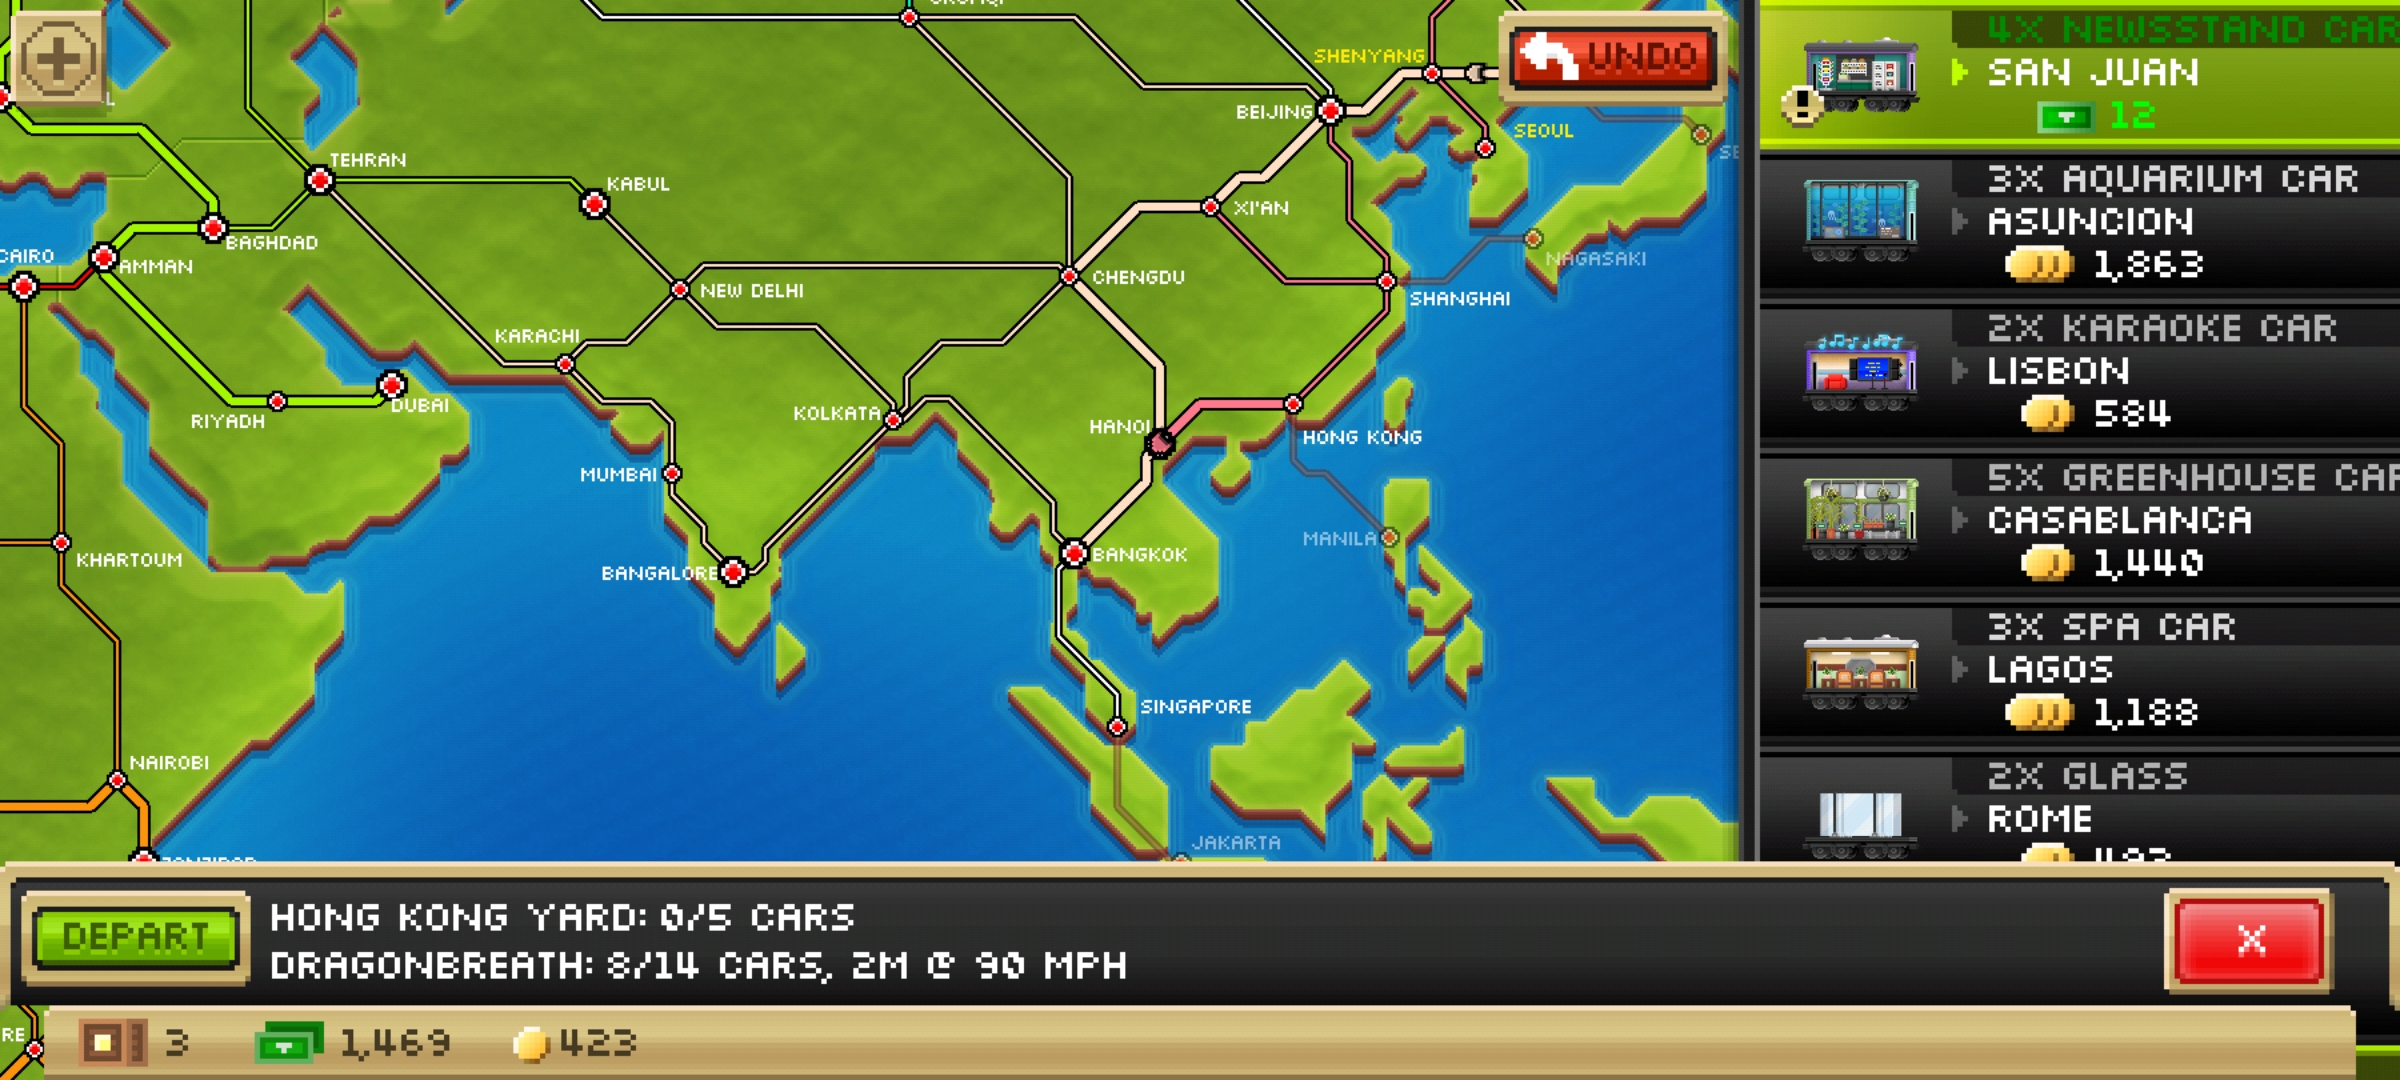 UNDO
SHENYANG
BEIJING
SEOUL
TEHRAN
KABUL
XI'AN
BAGHDAD
CAIRO
AMMAN
NAGASAKI
CHENGDU
NEW DELHI
SHANGHAI
KARACHI
DUBAI
RIYADH
KOLKATA
HANOI
HONG KONG
MUMBAI
MANILA
KHARTOUM
BANGKOK
BANGALORE
SINGAPORE
NAIROBI
JAKARTA
4X NEWSSTAND CAR
SAN JUAN
12
3X AQUARIUM CAR
ASUNCION
1,863
2X KARAOKE CAR
LISBON
584
5X GREENHOUSE CAR
CASABLANCA
1,440
3X SPA CAR
LAGOS
1,188
2X GLASS
ROME
DEPART
HONG KONG YARD: 0/5 CARS
DRAGONBREATH: 8/14 CARS, 2M @ 90 MPH
X
RE
3
1,469
423